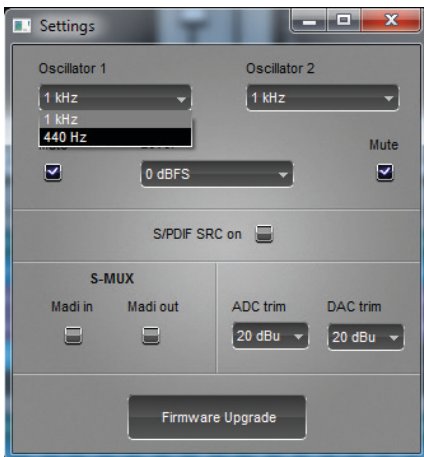 Settings
Oscillator 1 Oscillator 2
1 kHz 1 kHz
1 kHz
440 Hz
Mute
0 dBFS
S/PDIF SRC on
S-MUX
Madi in Madi out ADC trim DAC trim
20 dBu 20 dBu
Firmware Upgrade